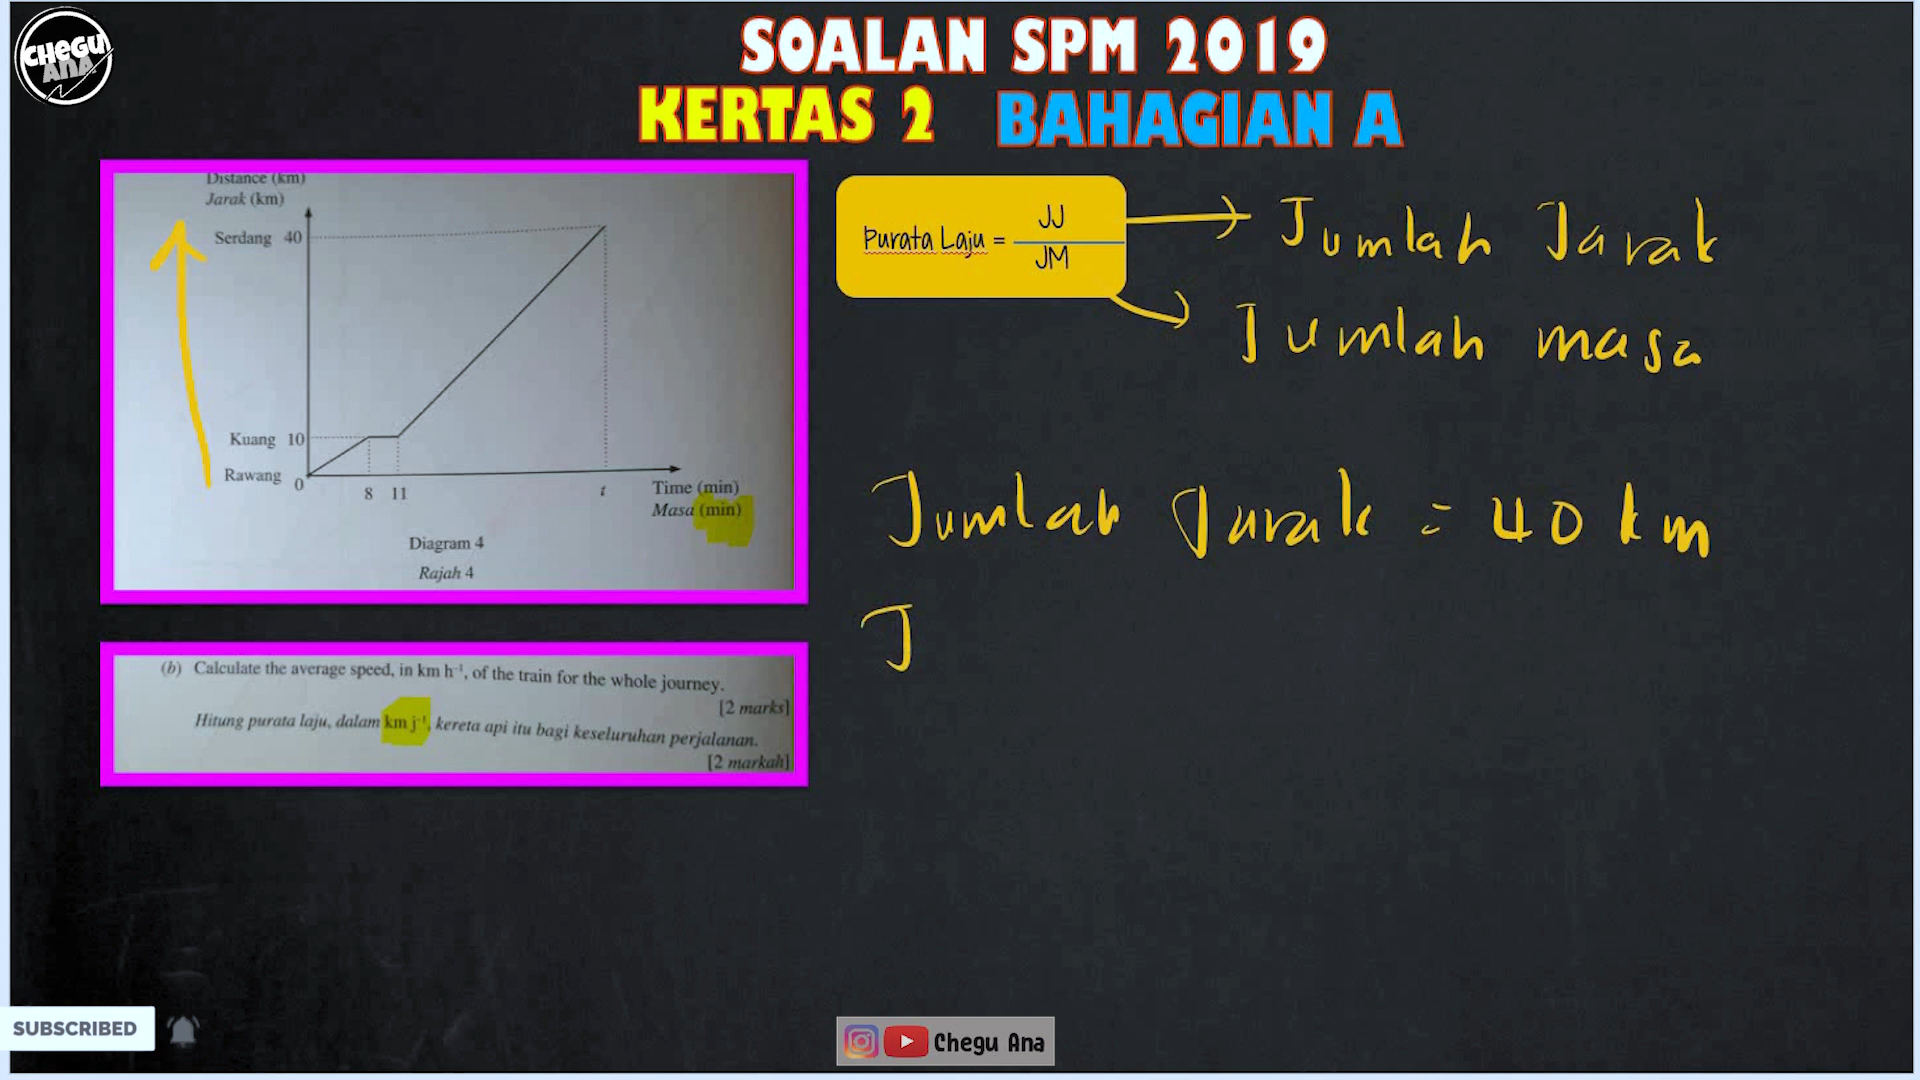 CHEGU
ANA
SOALAN SPM 2019
KERTAS 2 BAHAGIAN A
Distance (km)
Jarak (km)
Serdang 40
Kuang 10
Rawang 0
8 11 t
Time (min)
Masa (min)
Diagram 4
Rajah 4
Purata Laju = JJ
JM
Jumlah Jarak
Jumlah masa
Jumlah Jarak = 40 km
J
(b) Calculate the average speed, in km h⁻¹, of the train for the whole journey.
[2 marks]
Hitung purata laju, dalam km j⁻¹, kereta api itu bagi keseluruhan perjalanan.
[2 markah]
SUBSCRIBED
Chegu Ana